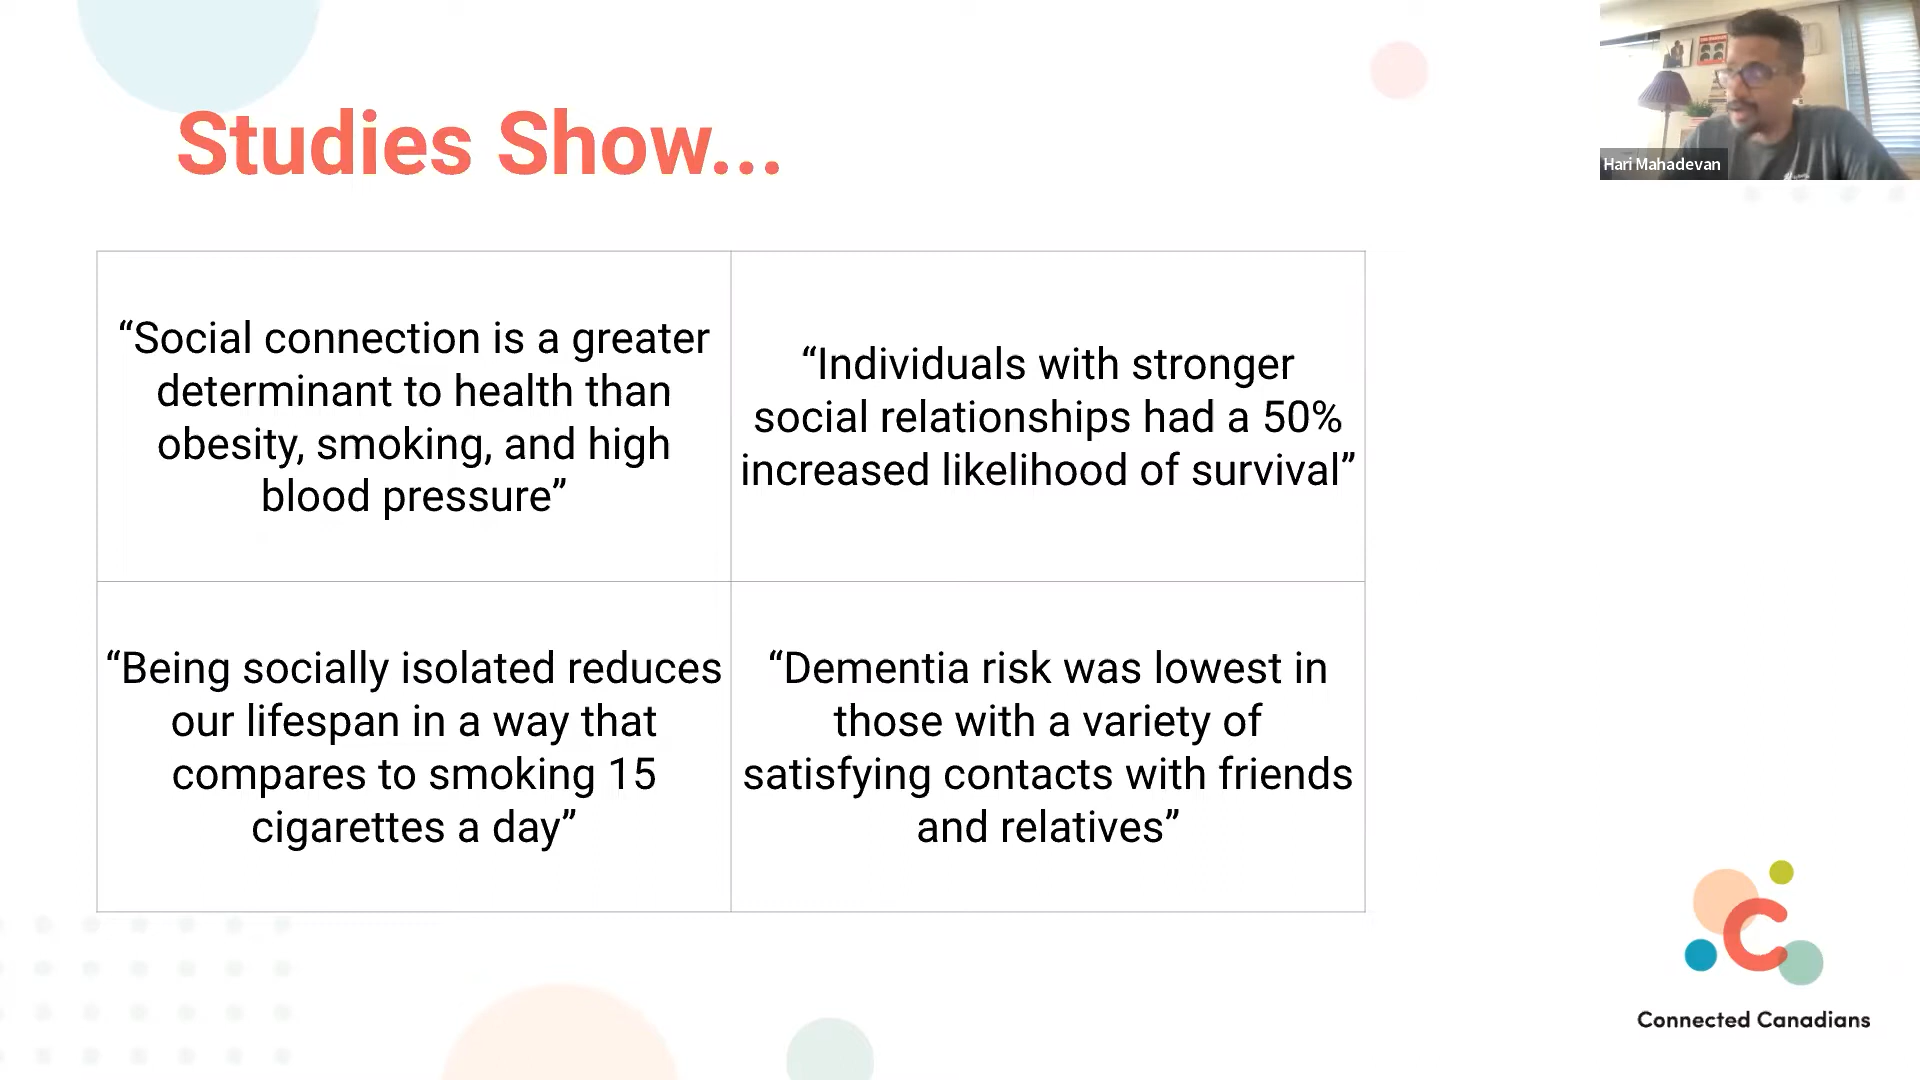 Studies Show...
Hari Mahadevan
“Social connection is a greater
determinant to health than
obesity, smoking, and high
blood pressure”
“Individuals with stronger
social relationships had a 50%
increased likelihood of survival”
“Being socially isolated reduces
our lifespan in a way that
compares to smoking 15
cigarettes a day”
“Dementia risk was lowest in
those with a variety of
satisfying contacts with friends
and relatives”
C
Connected Canadians